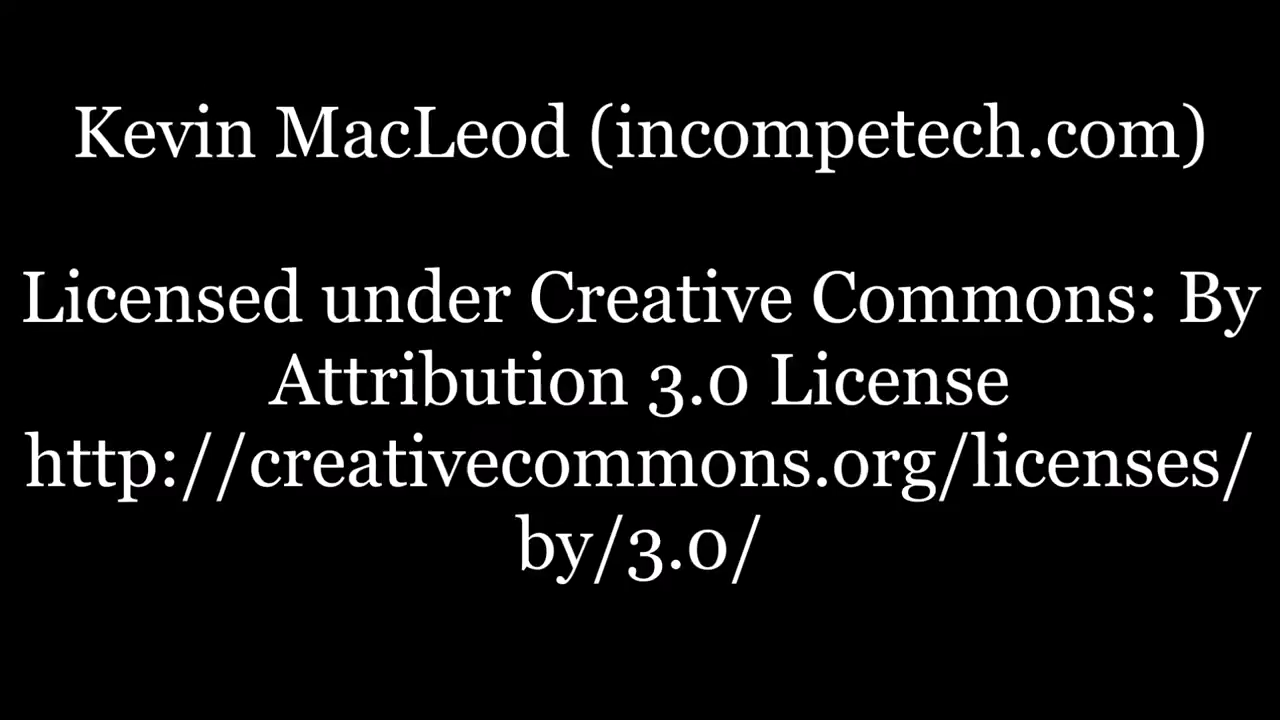 Kevin MacLeod (incompetech.com)
Licensed under Creative Commons: By
Attribution 3.0 License
http://creativecommons.org/licenses/
by/3.0/